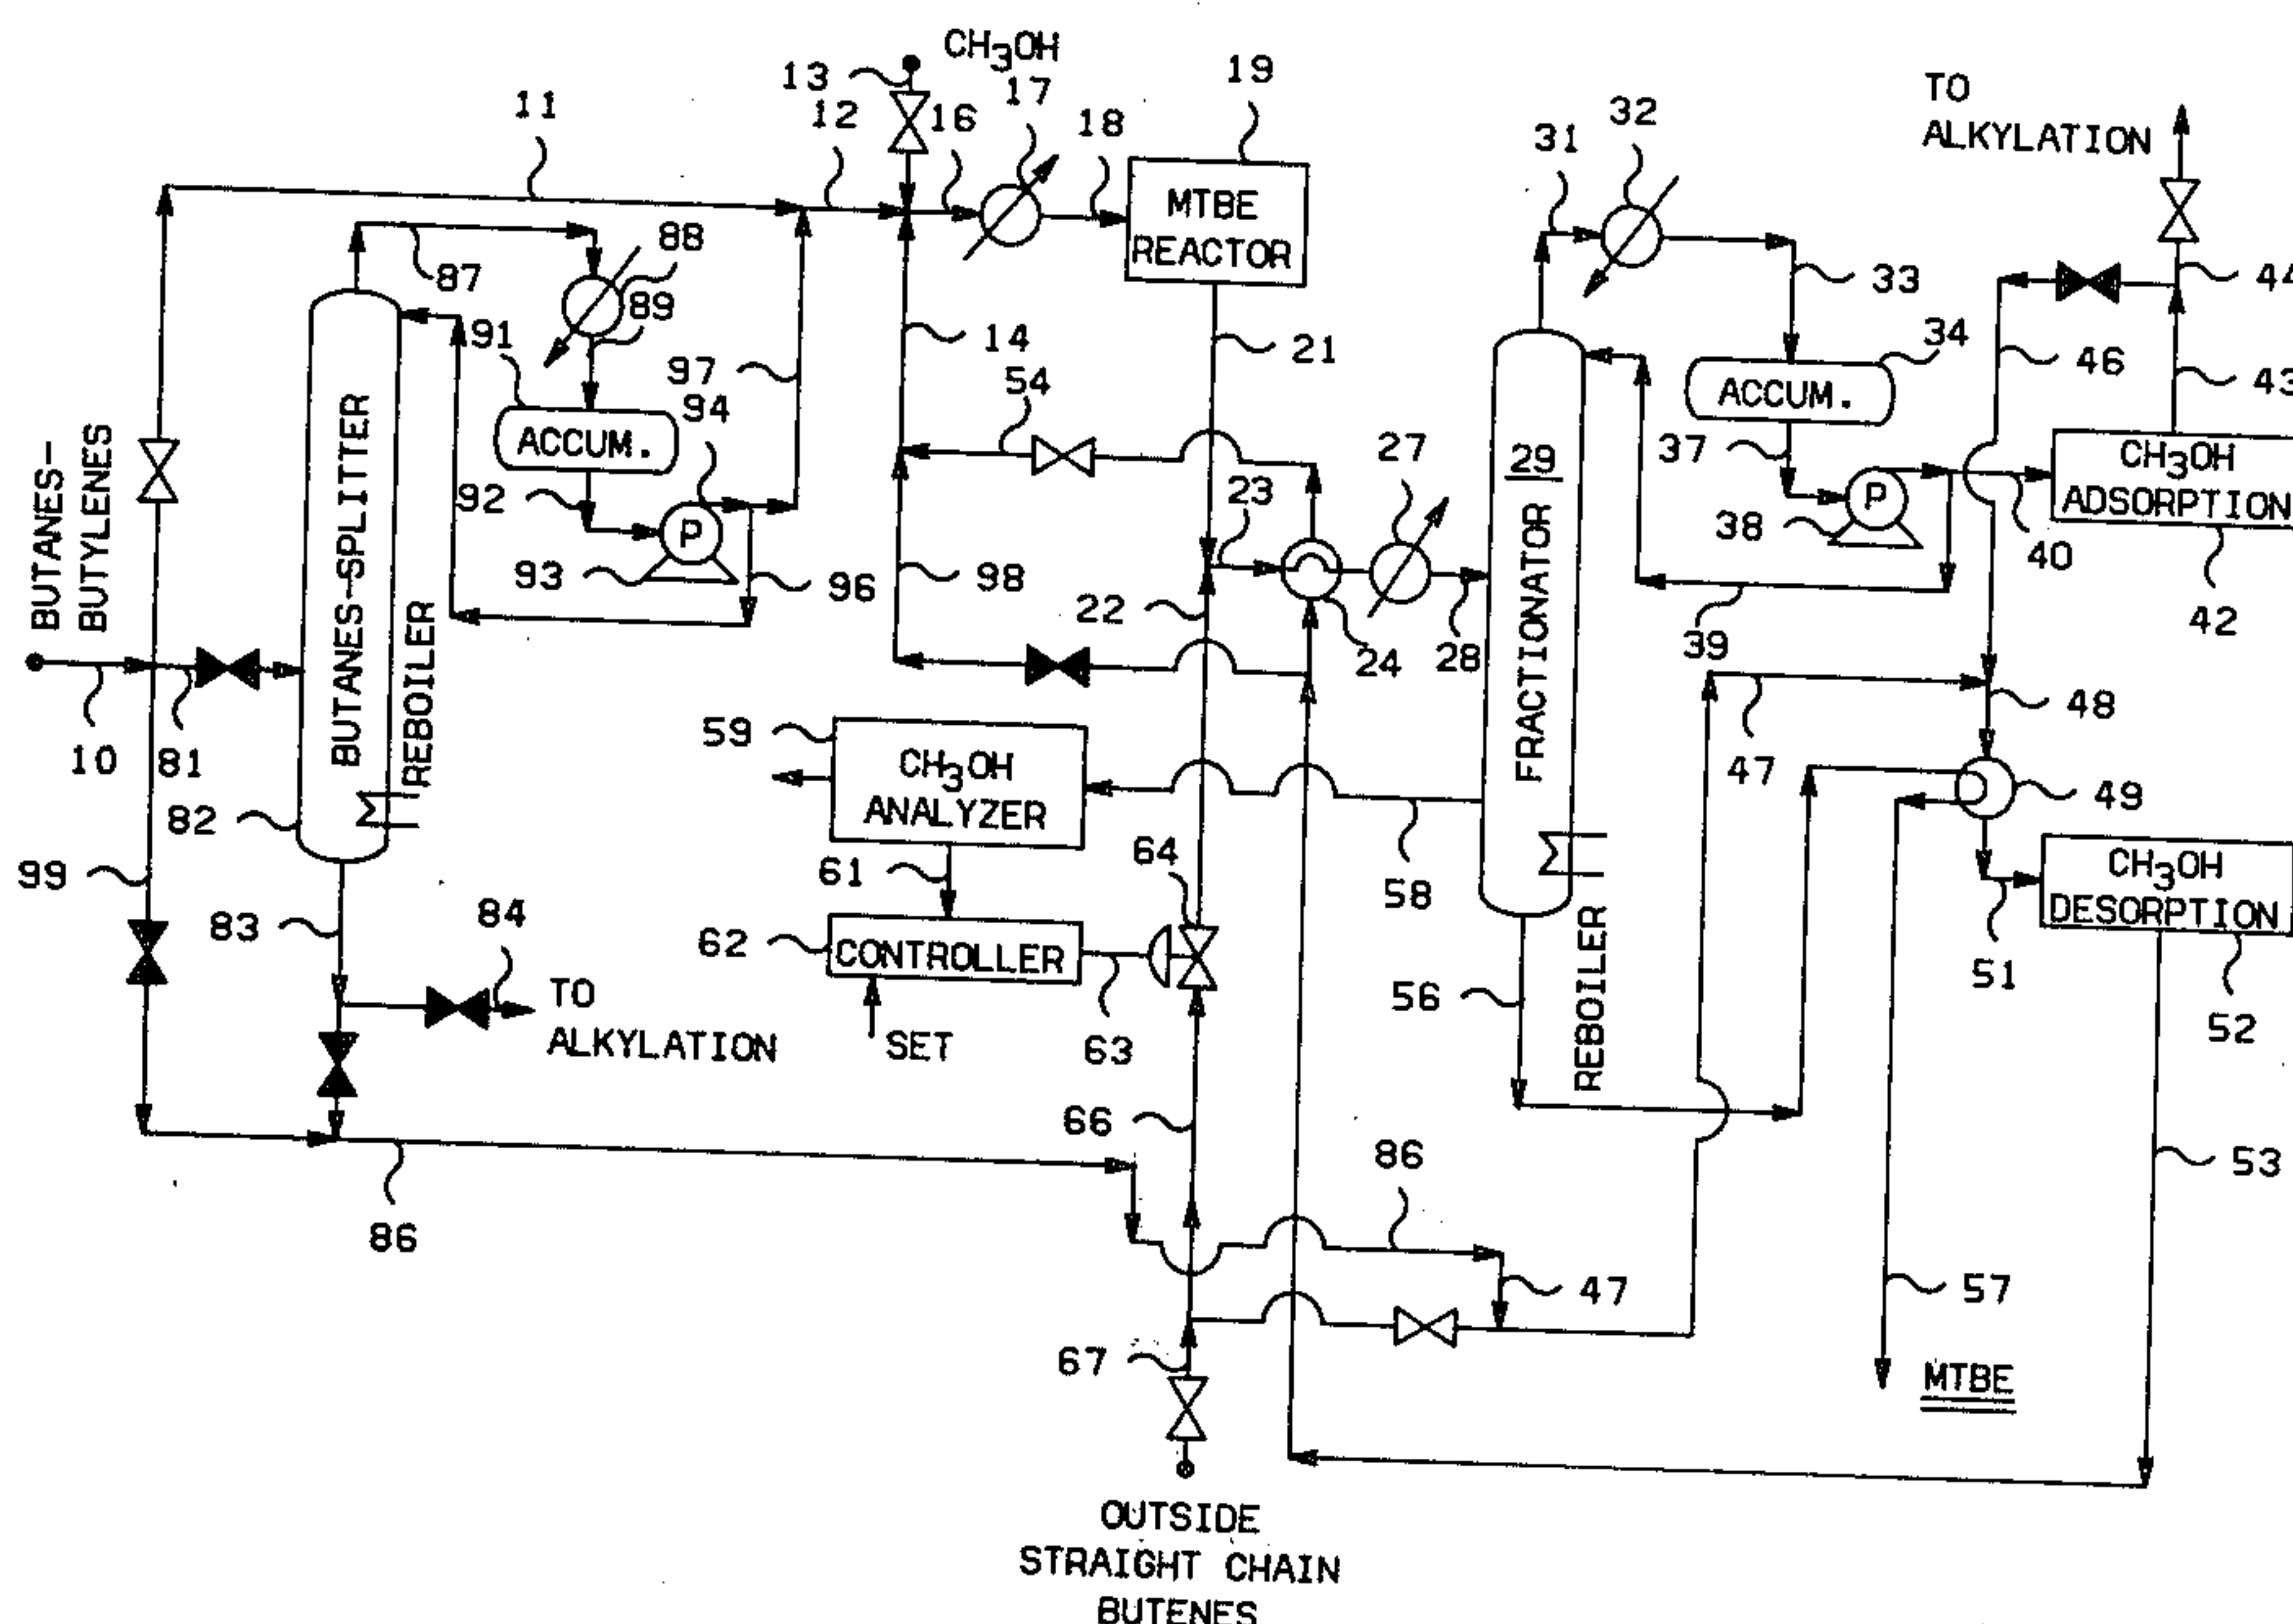 CH3OH
13
17
19
11
12
16
18
32
TO
ALKYLATION
31
MTBE
REACTOR
88
87
33
44
89
91
14
21
34
46
97
54
ACCUM.
43
94
BUTANES-
BUTYLENES
BUTANES-SPLITTER
REBOILER
ACCUM.
27
37
29
CH3OH
ADSORPTION
92
23
P
P
38
40
93
96
98
22
FRACTIONATOR
REBOILER
42
24
28
39
10
81
59
CH3OH
ANALYZER
47
48
82
49
64
99
61
58
CH3OH
DESORPTION
83
84
62
CONTROLLER
56
51
TO
ALKYLATION
SET
63
52
66
86
53
86
47
57
67
MTBE
OUTSIDE
STRAIGHT CHAIN
BUTENES